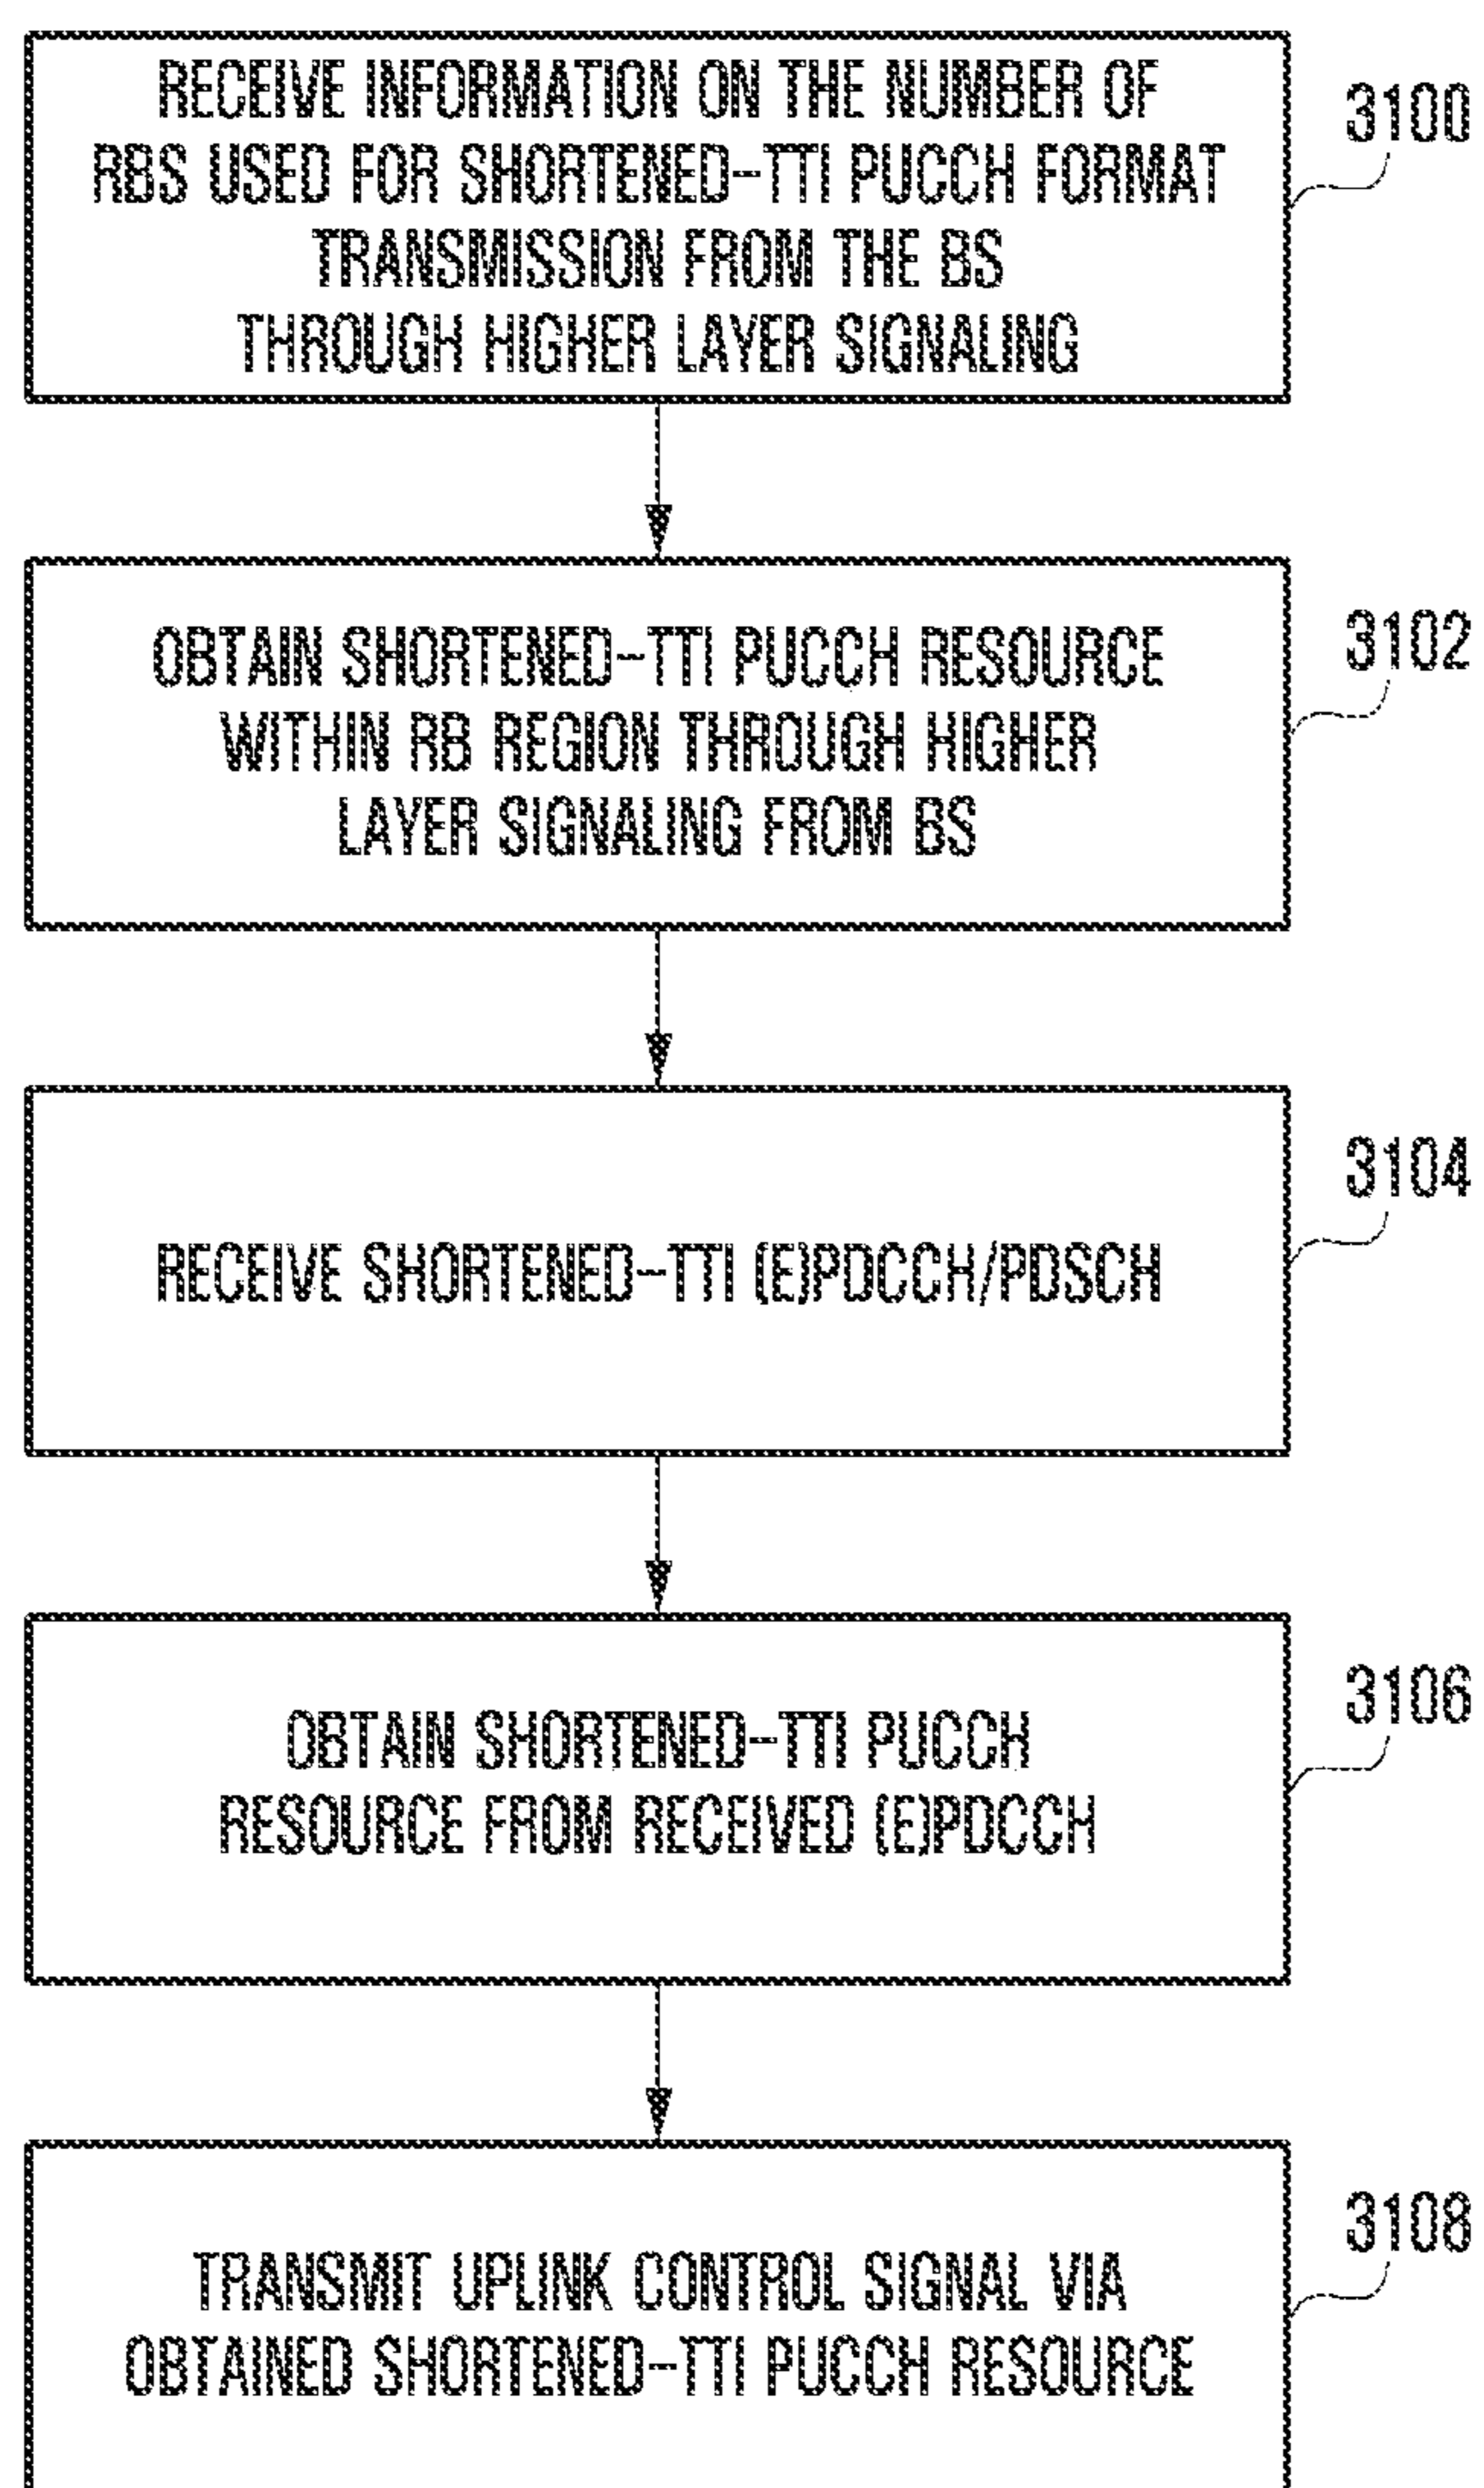 RECEIVE INFORMATION ON THE NUMBER OF
RBS USED FOR SHORTENED-TTI PUCCH FORMAT
TRANSMISSION FROM THE BS
THROUGH HIGHER LAYER SIGNALING
3100
OBTAIN SHORTENED-TTI PUCCH RESOURCE
WITHIN RB REGION THROUGH HIGHER
LAYER SIGNALING FROM BS
3102
RECEIVE SHORTENED-TTI (E)PDCCH/PDSCH
3104
OBTAIN SHORTENED-TTI PUCCH
RESOURCE FROM RECEIVED (E)PDCCH
3106
TRANSMIT UPLINK CONTROL SIGNAL VIA
OBTAINED SHORTENED-TTI PUCCH RESOURCE
3108